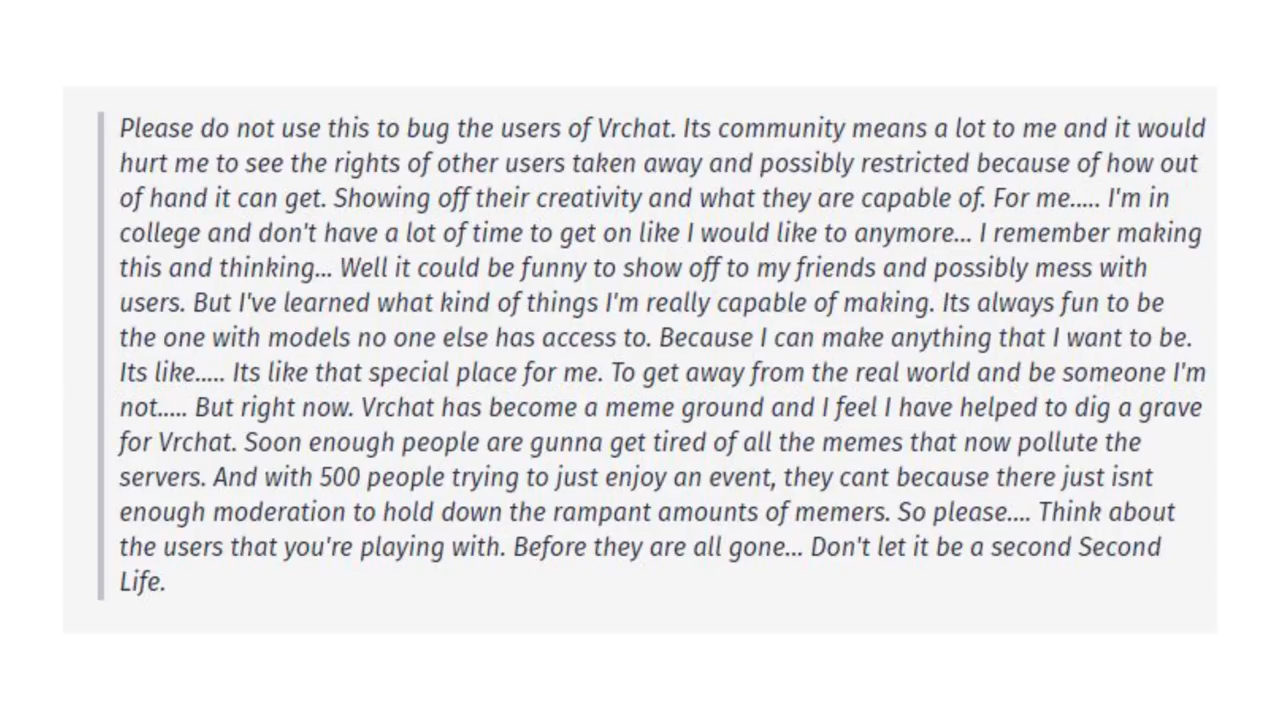 Please do not use this to bug the users of Vrchat. Its community means a lot to me and it would
hurt me to see the rights of other users taken away and possibly restricted because of how out
of hand it can get. Showing off their creativity and what they are capable of. For me..... I'm in
college and don't have a lot of time to get on like I would like to anymore... I remember making
this and thinking... Well it could be funny to show off to my friends and possibly mess with
users. But I've learned what kind of things I'm really capable of making. Its always fun to be
the one with models no one else has access to. Because I can make anything that I want to be.
Its like..... Its like that special place for me. To get away from the real world and be someone I'm
not..... But right now. Vrchat has become a meme ground and I feel I have helped to dig a grave
for Vrchat. Soon enough people are gunna get tired of all the memes that now pollute the
servers. And with 500 people trying to just enjoy an event, they cant because there just isnt
enough moderation to hold down the rampant amounts of memers. So please.... Think about
the users that you're playing with. Before they are all gone... Don't let it be a second Second
Life.